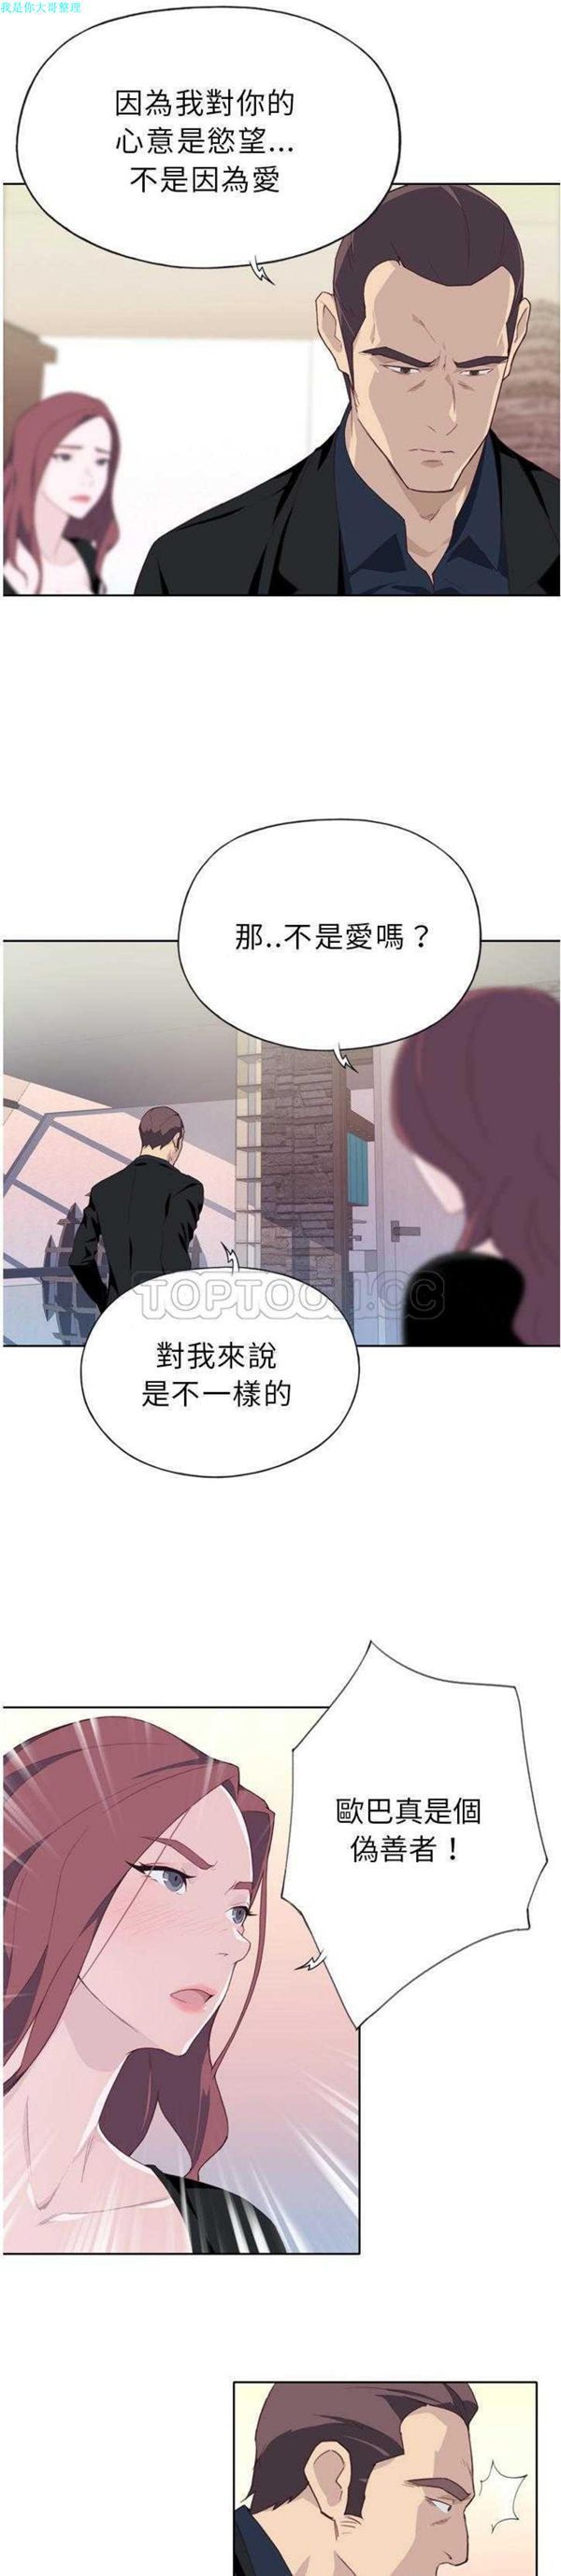 我是你大哥整理
因為我對你的
心意是慾望...
不是因為愛
那..不是愛嗎？
TOPTOON.CC
對我來說
是不一樣的
歐巴真是個
偽善者！